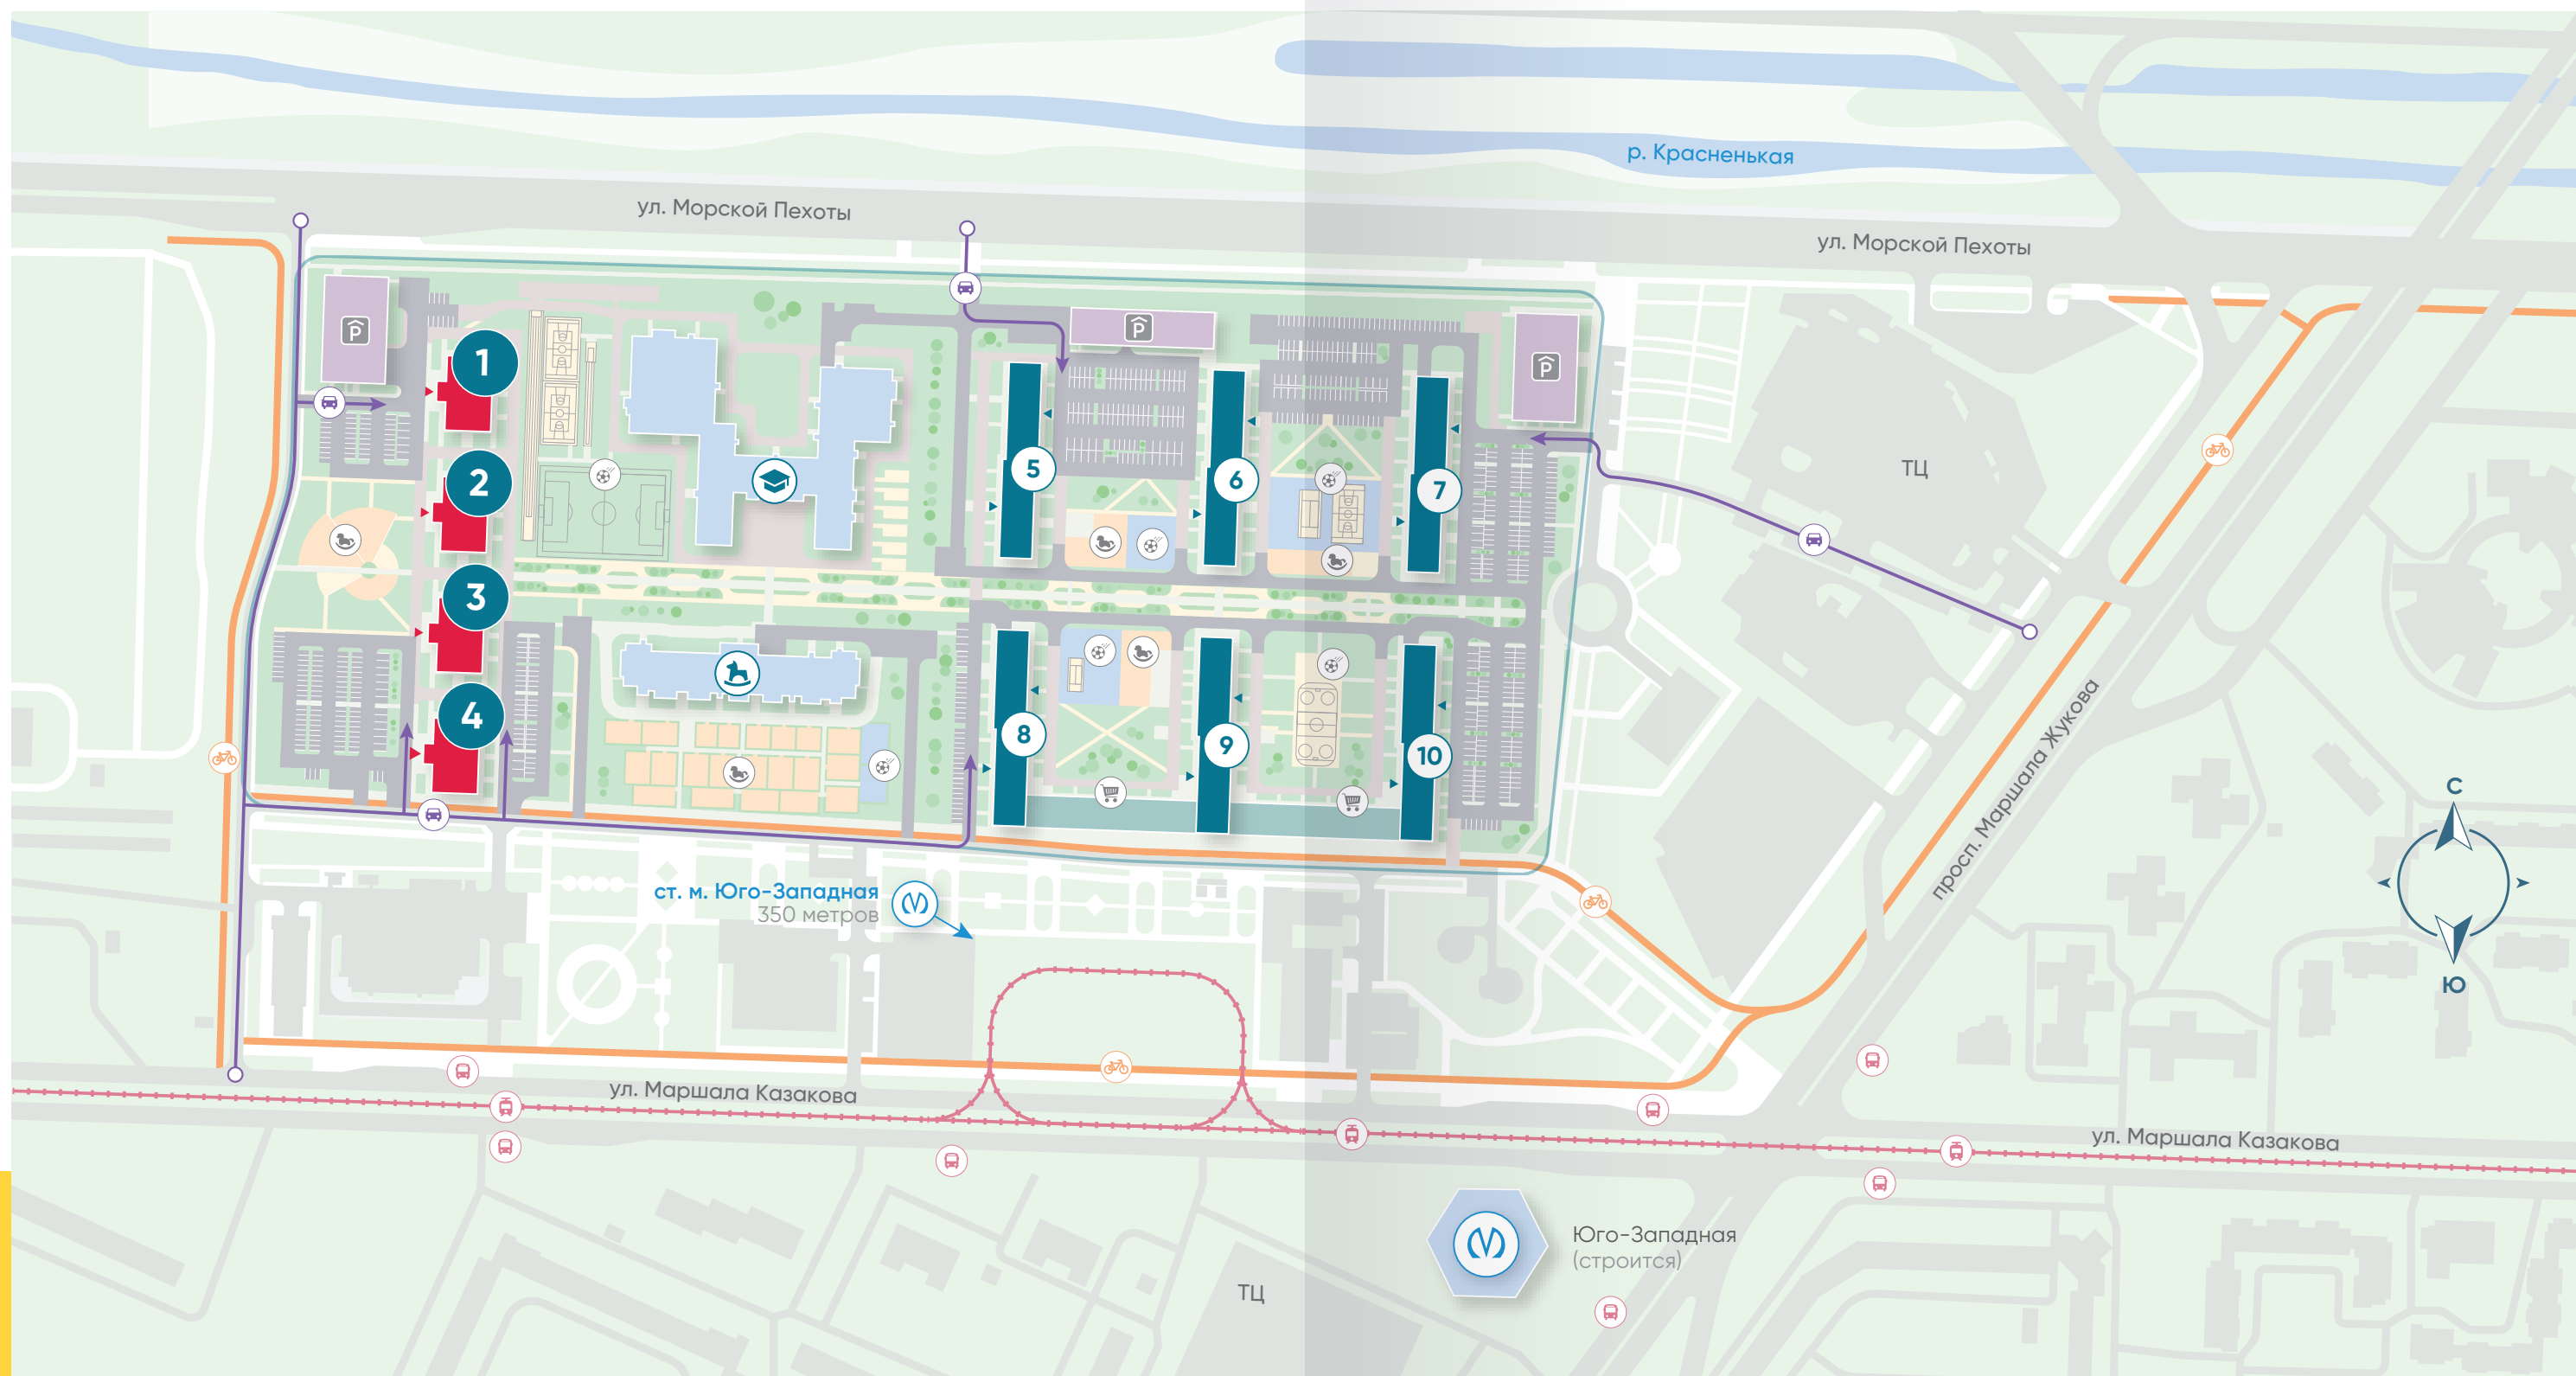 р. Красненькая
ул. Морской Пехоты
ул. Морской Пехоты
P
P
P
1
2
3
4
5
6
7
8
9
10
ТЦ
просп. Маршала Жукова
С
Ю
ст. м. Юго-Западная
350 метров
ул. Маршала Казакова
ул. Маршала Казакова
Юго-Западная
(строится)
ТЦ